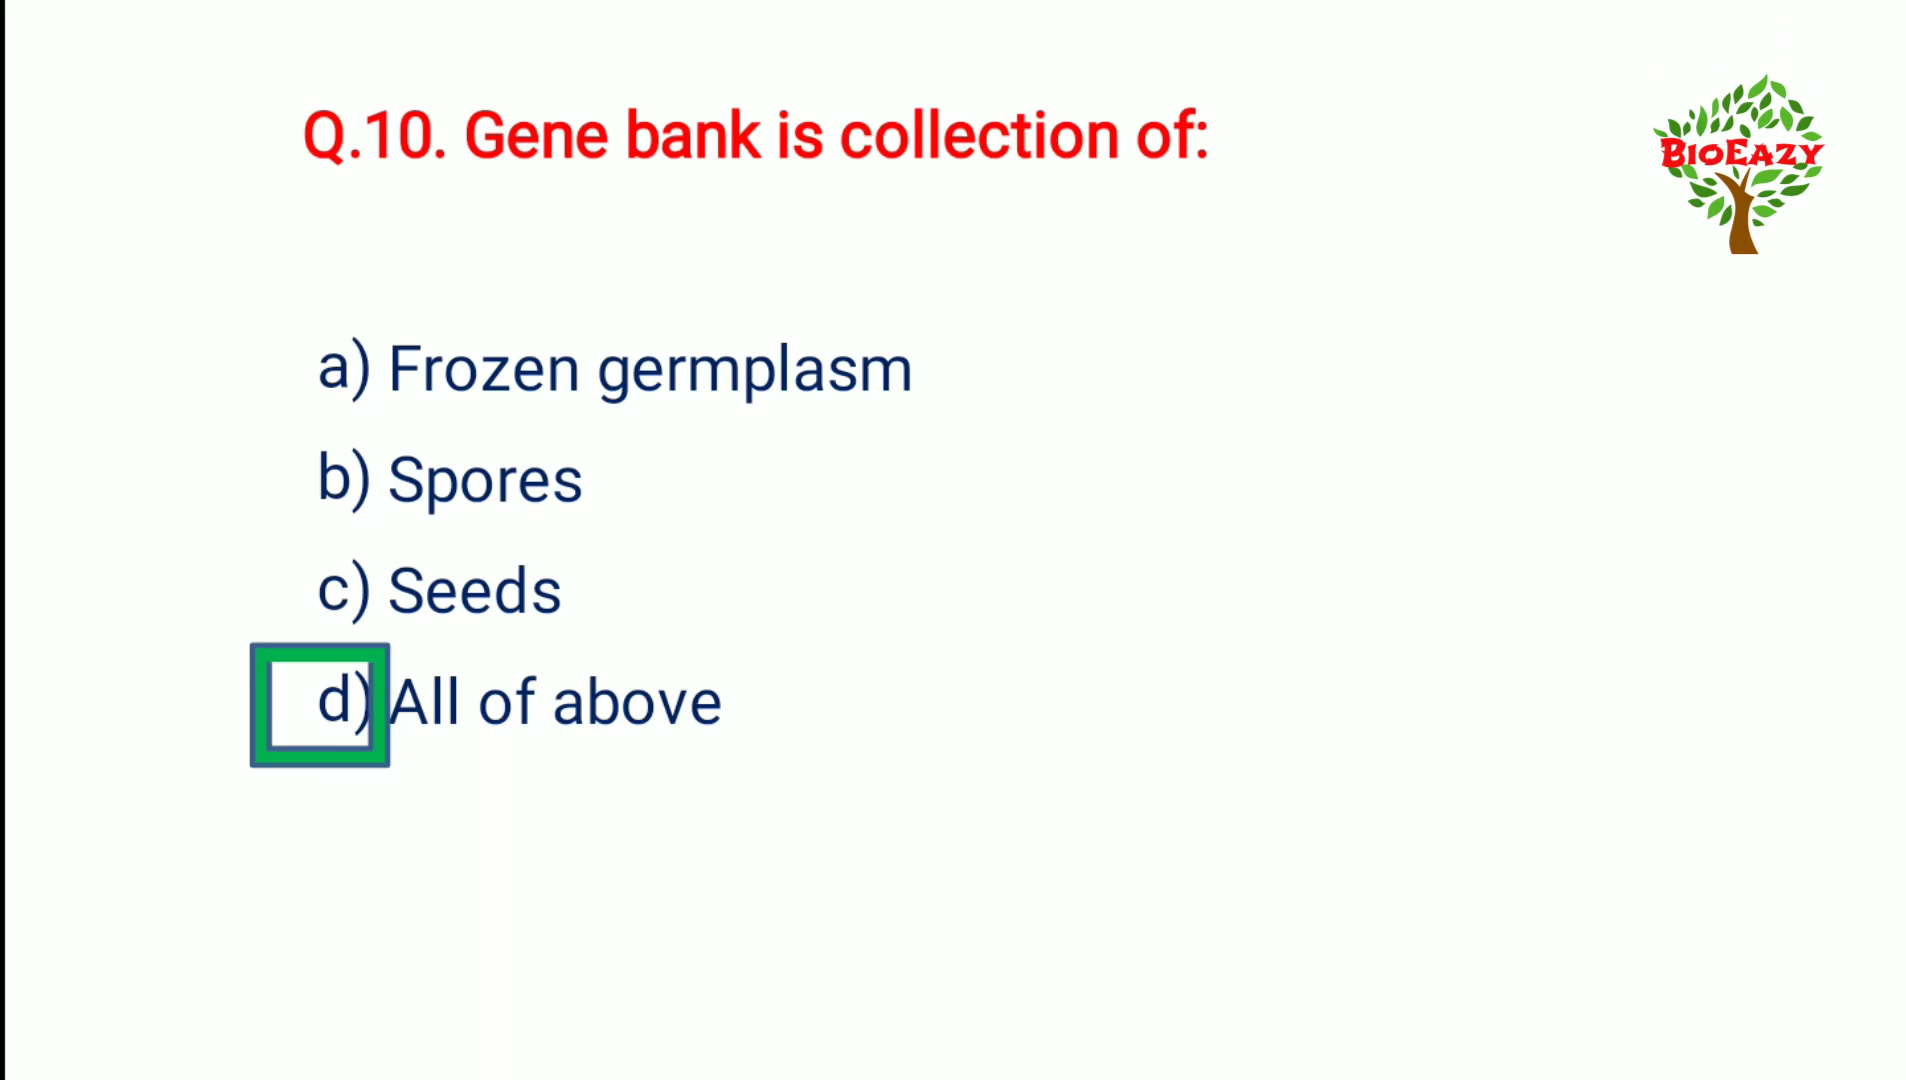 Q.10. Gene bank is collection of:
BIOEAZY
a) Frozen germplasm
b) Spores
c) Seeds
d) All of above